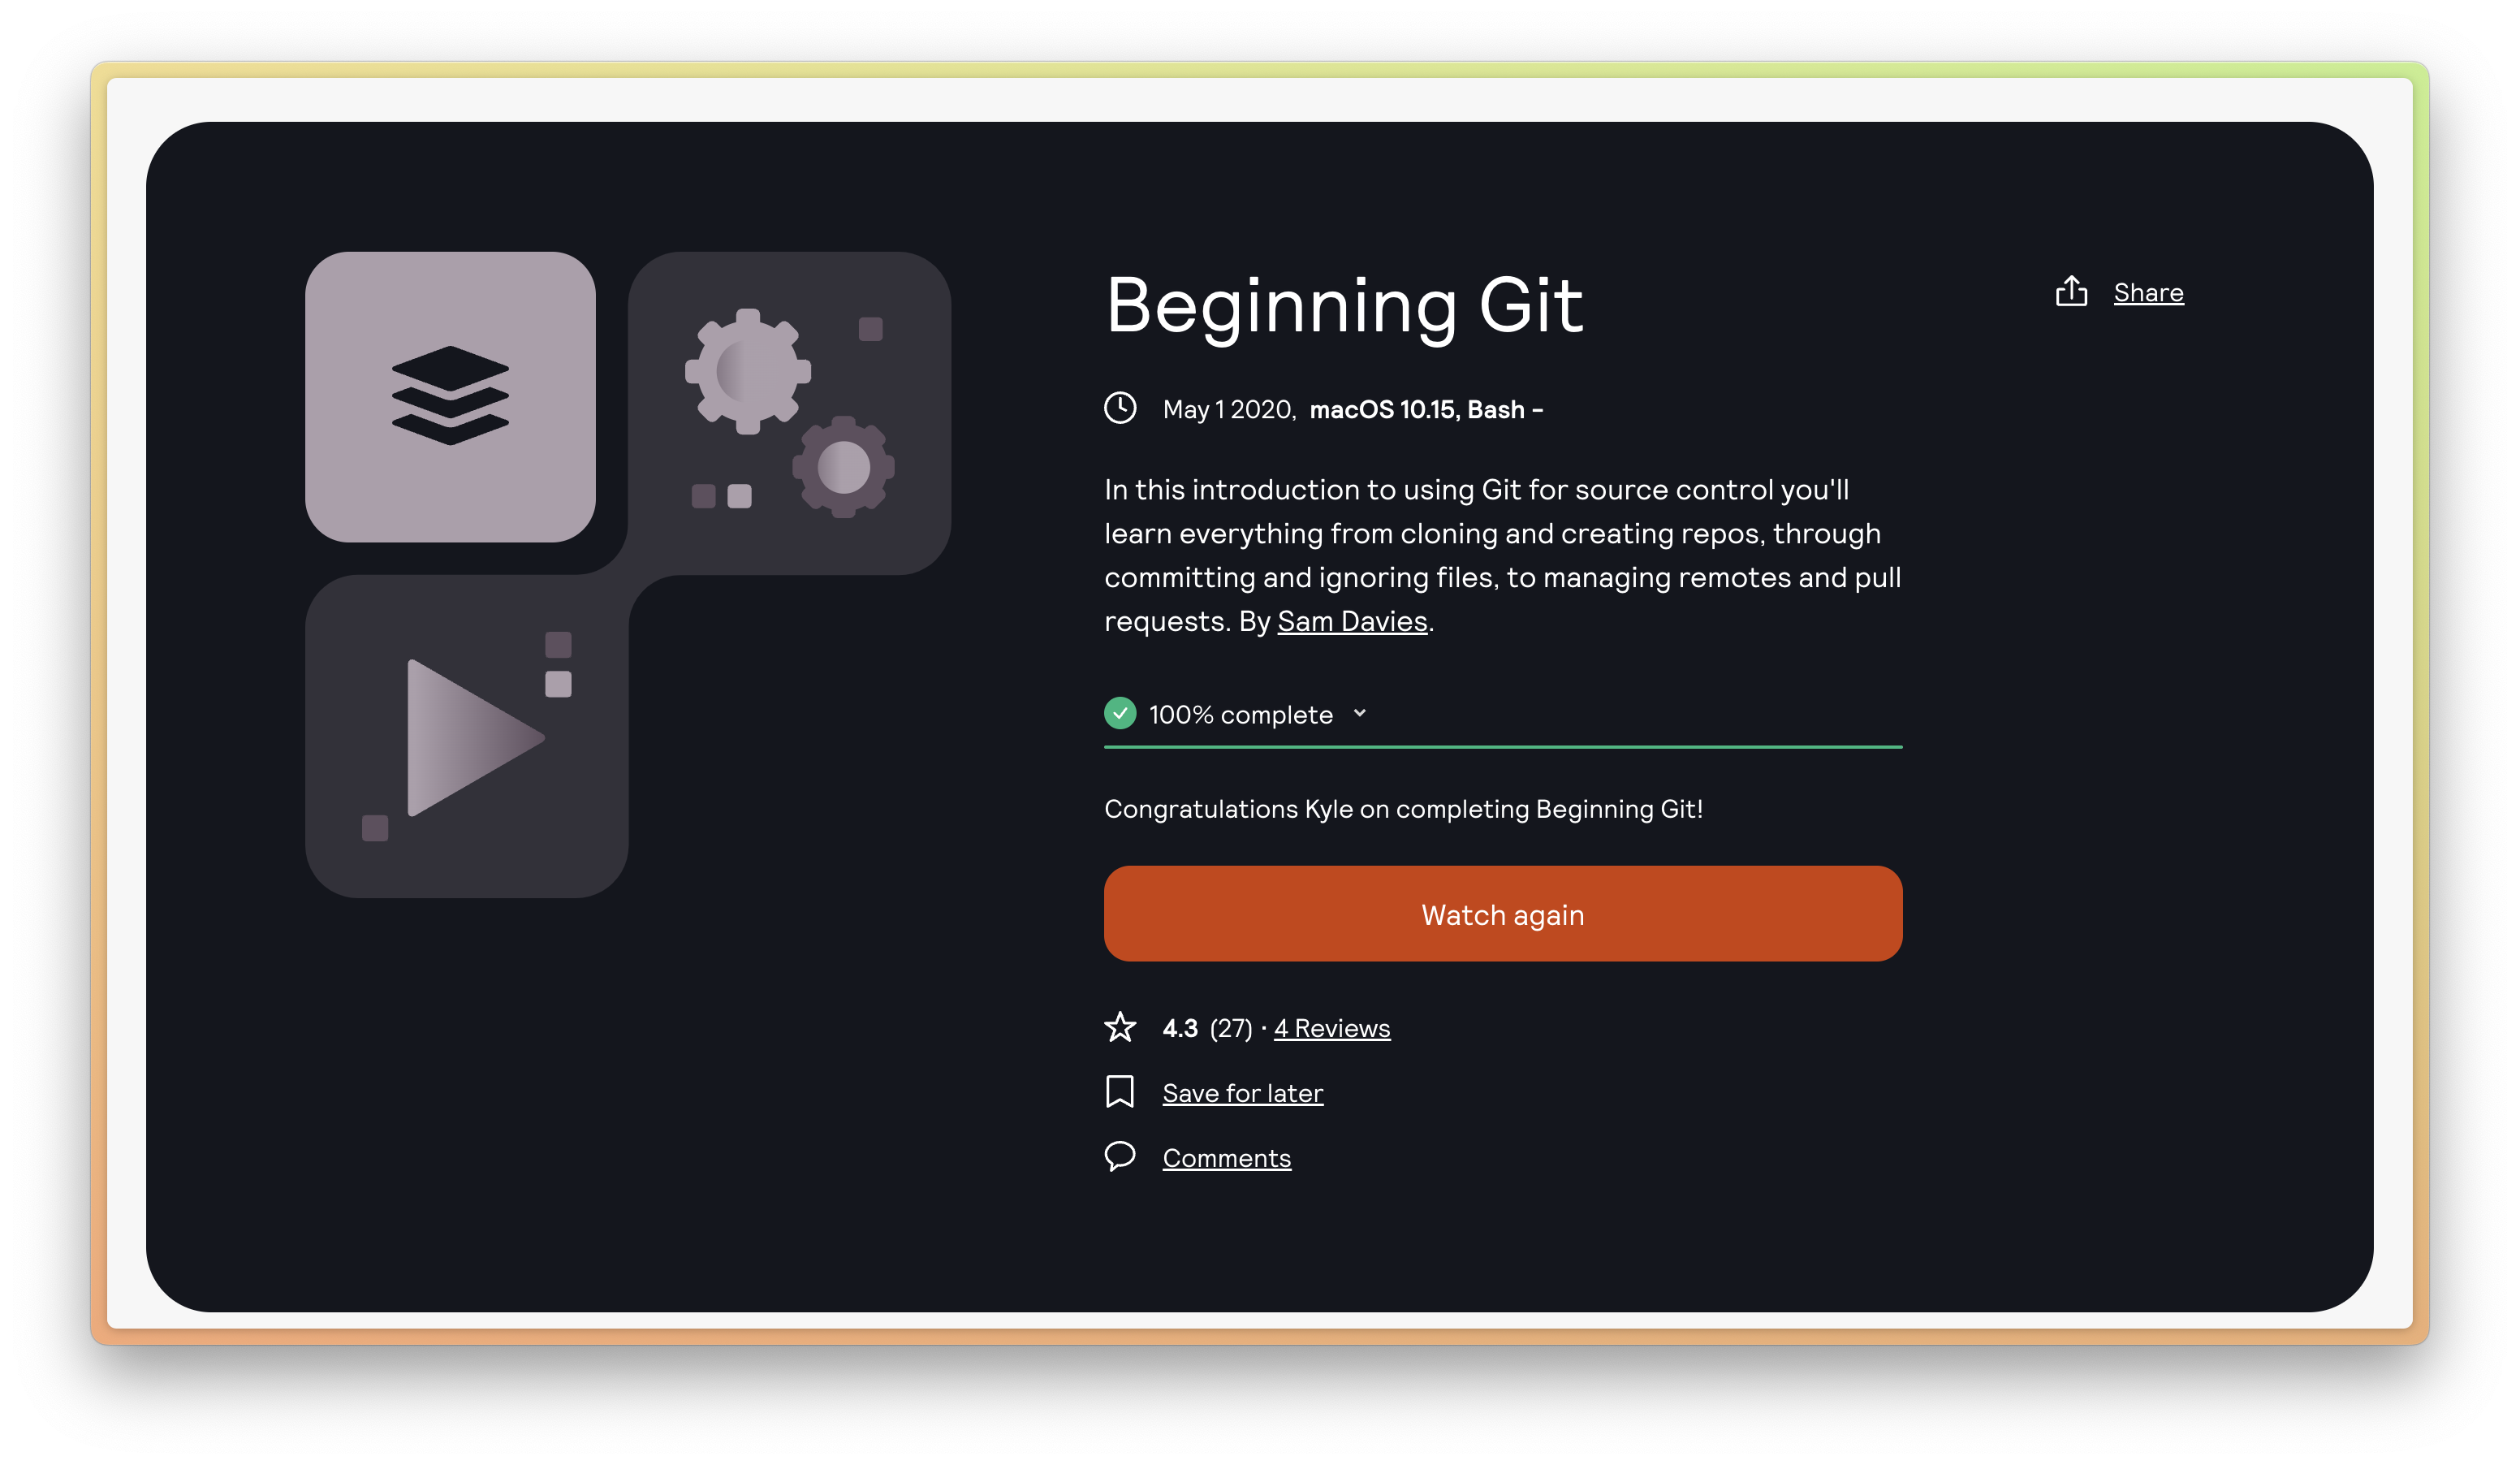 Beginning Git
Share
May 1 2020, macOS 10.15, Bash –
In this introduction to using Git for source control you'll
learn everything from cloning and creating repos, through
committing and ignoring files, to managing remotes and pull
requests. By Sam Davies.
100% complete
Congratulations Kyle on completing Beginning Git!
Watch again
4.3 (27) · 4 Reviews
Save for later
Comments